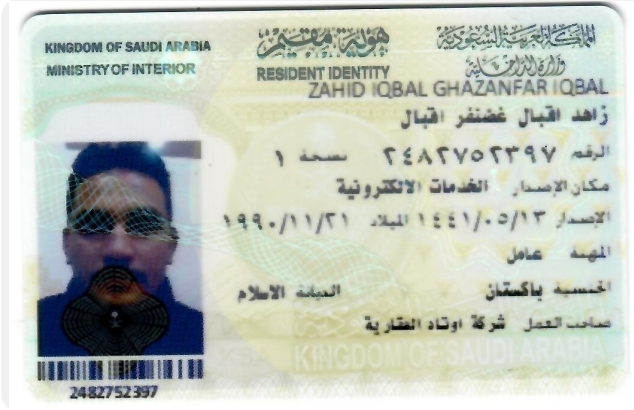 KINGDOM OF SAUDI ARABIA
MINISTRY OF INTERIOR
هوية مقيم
RESIDENT IDENTITY
المملكة العربية السعودية
وزارة الداخلية
ZAHID IQBAL GHAZANFAR IQBAL
زاهد اقبال غضنفر اقبال
الرقم ٢٤٨٢٧٥٢٣٩٧ نسخة ١
مكان الإصدار الخدمات الالكترونية
الإصدار ١٤٤١/٠٥/١٣ الميلاد ١٩٩٠/١١/٢١
المهنة عامل
الجنسية باكستان الديانة الاسلام
صاحب العمل شركة اوتاد العقارية
KINGDOM OF SAUDI ARABIA
2482752397